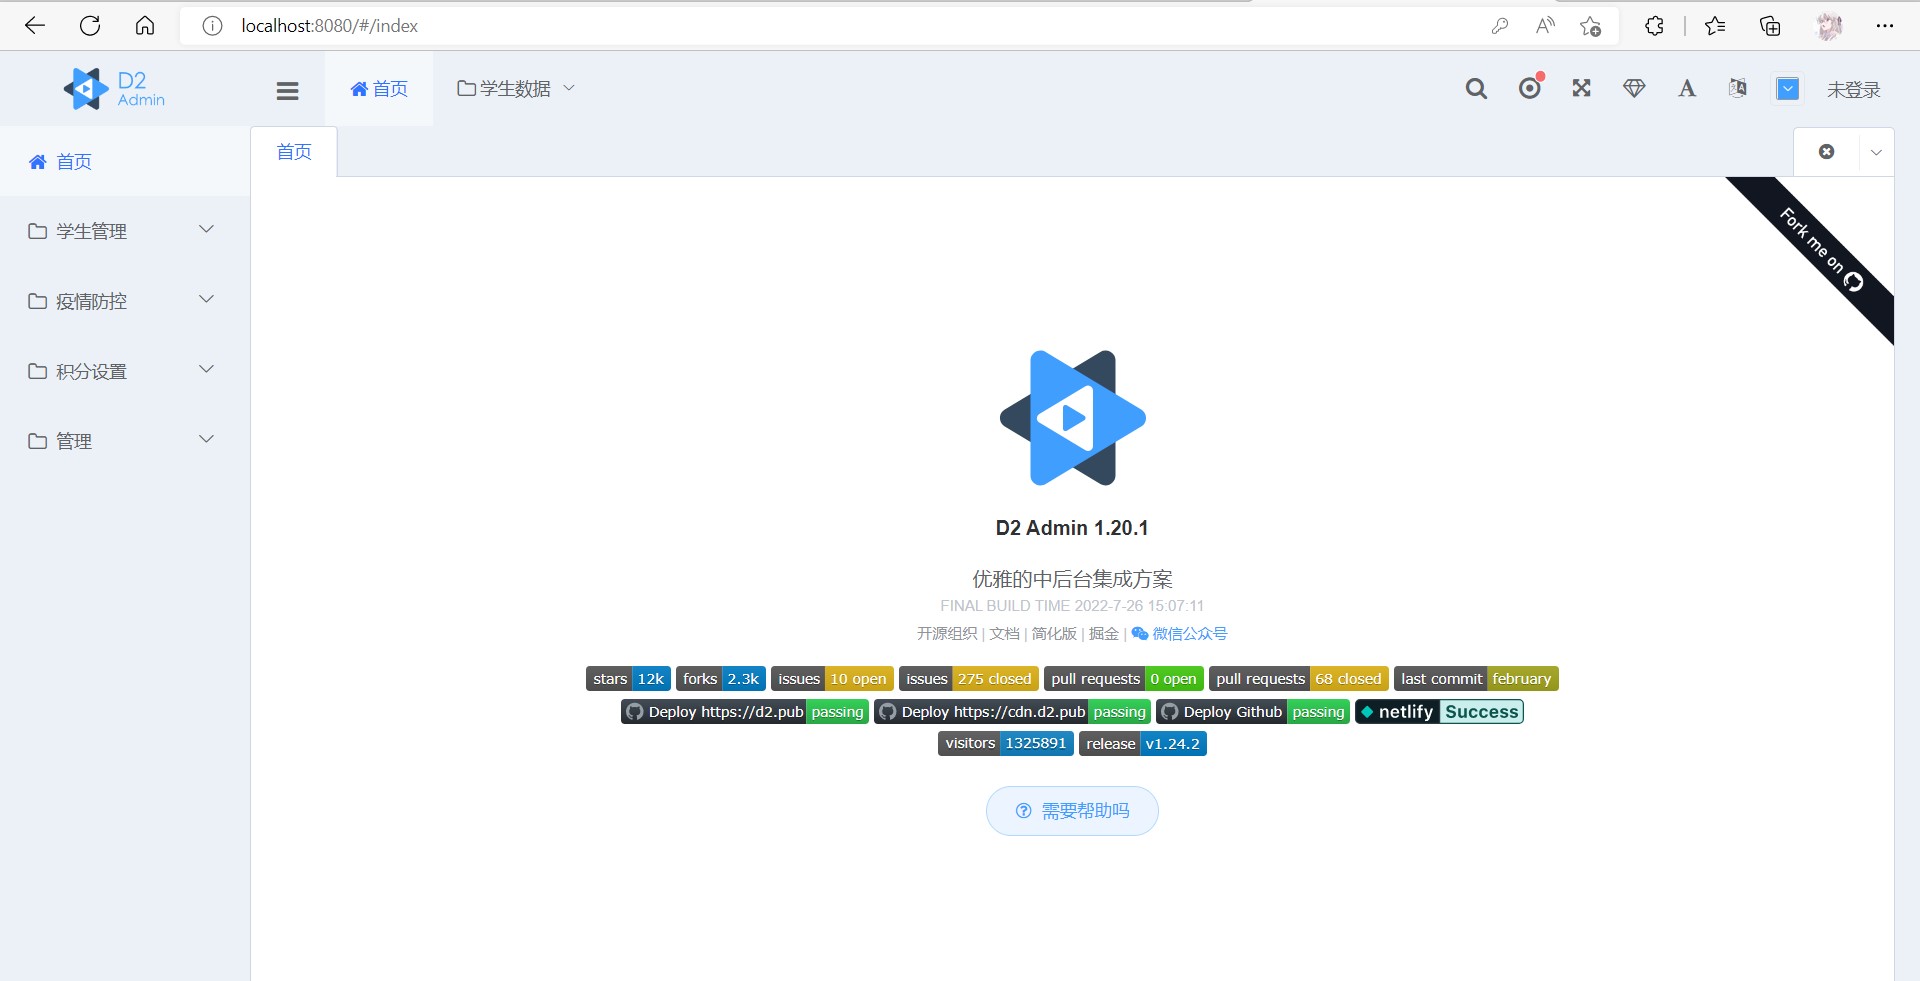 localhost:8080/#/index
D2 Admin
首页
学生数据
未登录
首页
学生管理
疫情防控
积分设置
管理
首页
Fork me on
D2 Admin 1.20.1
优雅的中后台集成方案
FINAL BUILD TIME 2022-7-26 15:07:11
开源组织 | 文档 | 简化版 | 掘金 | 微信公众号
stars 12k forks 2.3k issues 10 open issues 275 closed pull requests 0 open pull requests 68 closed last commit february
Deploy https://d2.pub passing Deploy https://cdn.d2.pub passing Deploy Github passing netlify Success
visitors 1325891 release v1.24.2
需要帮助吗